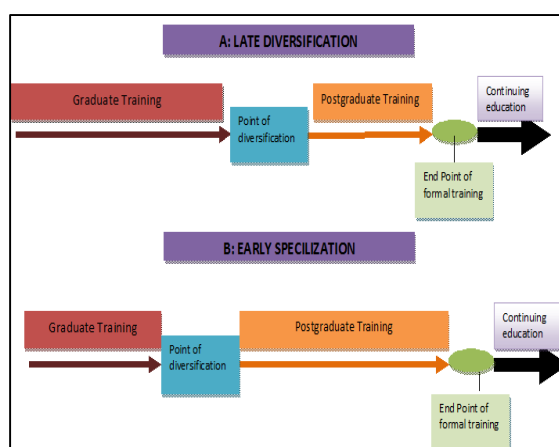 A: LATE DIVERSIFICATION
Graduate Training
Postgraduate Training
Continuing
education
Point of
diversification
End Point of
formal training
B: EARLY SPECILIZATION
Graduate Training
Postgraduate Training
Continuing
education
Point of
diversification
End Point of
formal training